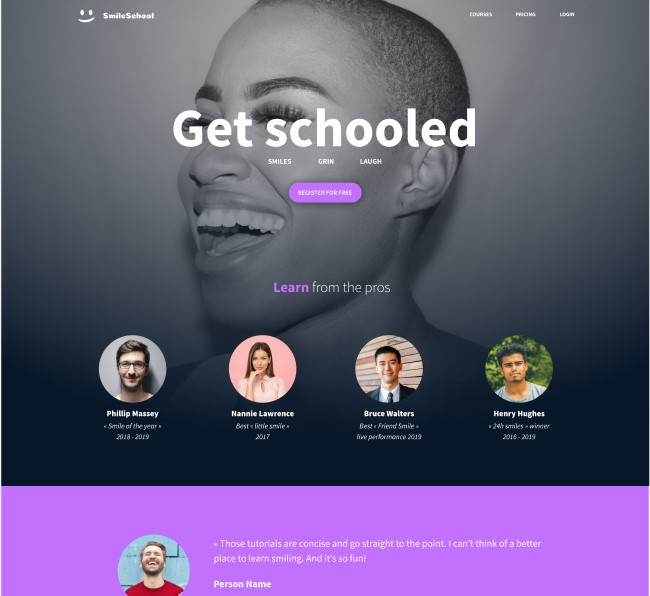 SmileSchool
COURSES PRICING LOGIN
Get schooled
SMILES GRIN LAUGH
REGISTER FOR FREE
Learn from the pros
Phillip Massey
« Smile of the year »
2018 - 2019
Nannie Lawrence
Best « little smile »
2017
Bruce Walters
Best « Friend Smile »
live performance 2019
Henry Hughes
« 24h smiles » winner
2016 - 2019
« Those tutorials are concise and go straight to the point. I can't think of a better
place to learn smiling. And it's so fun!
Person Name